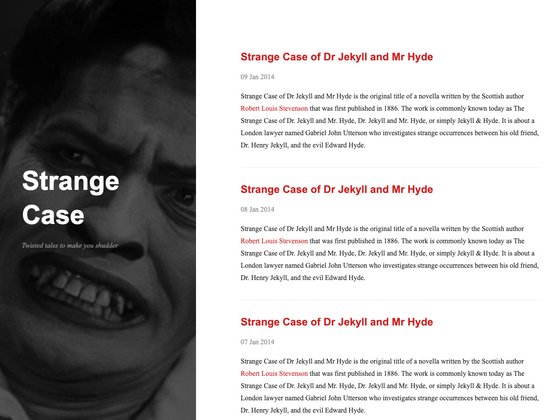 Strange
Case
Twisted tales to make you shudder
Strange Case of Dr Jekyll and Mr Hyde
09 Jan 2014
Strange Case of Dr Jekyll and Mr Hyde is the original title of a novella written by the Scottish author
Robert Louis Stevenson that was first published in 1886. The work is commonly known today as The
Strange Case of Dr. Jekyll and Mr. Hyde, Dr. Jekyll and Mr. Hyde, or simply Jekyll & Hyde. It is about a
London lawyer named Gabriel John Utterson who investigates strange occurrences between his old friend,
Dr. Henry Jekyll, and the evil Edward Hyde.
Strange Case of Dr Jekyll and Mr Hyde
08 Jan 2014
Strange Case of Dr Jekyll and Mr Hyde is the original title of a novella written by the Scottish author
Robert Louis Stevenson that was first published in 1886. The work is commonly known today as The
Strange Case of Dr. Jekyll and Mr. Hyde, Dr. Jekyll and Mr. Hyde, or simply Jekyll & Hyde. It is about a
London lawyer named Gabriel John Utterson who investigates strange occurrences between his old friend,
Dr. Henry Jekyll, and the evil Edward Hyde.
Strange Case of Dr Jekyll and Mr Hyde
07 Jan 2014
Strange Case of Dr Jekyll and Mr Hyde is the original title of a novella written by the Scottish author
Robert Louis Stevenson that was first published in 1886. The work is commonly known today as The
Strange Case of Dr. Jekyll and Mr. Hyde, Dr. Jekyll and Mr. Hyde, or simply Jekyll & Hyde. It is about a
London lawyer named Gabriel John Utterson who investigates strange occurrences between his old friend,
Dr. Henry Jekyll, and the evil Edward Hyde.